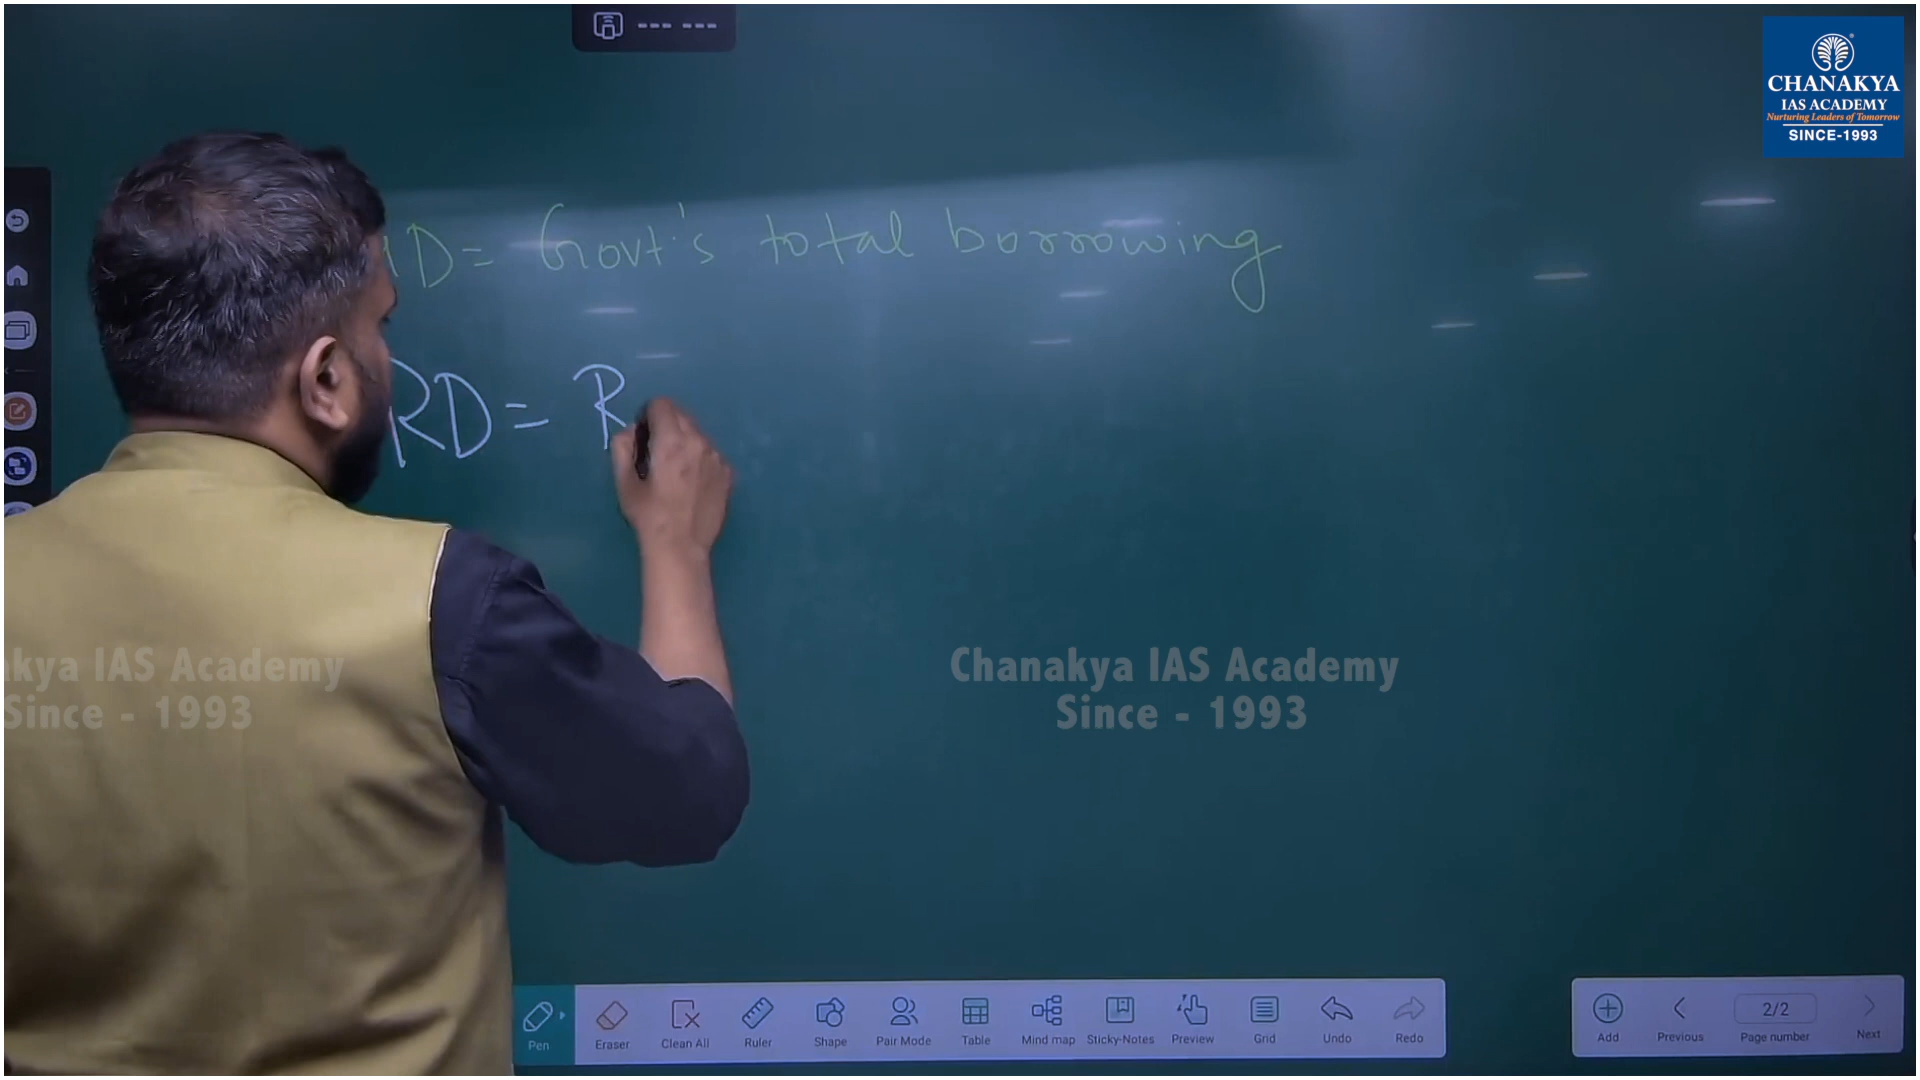 CHANAKYA
IAS ACADEMY
Nurturing Leaders of Tomorrow
SINCE-1993
D = Govt.'s total borrowing
RD = R
akya IAS Academy
Since - 1993
Chanakya IAS Academy
Since - 1993
Pen
Eraser
Clean All
Ruler
Shape
Pair Mode
Table
Mind map
Sticky-Notes
Preview
Grid
Undo
Redo
Add
Previous
2/2
Page number
Next